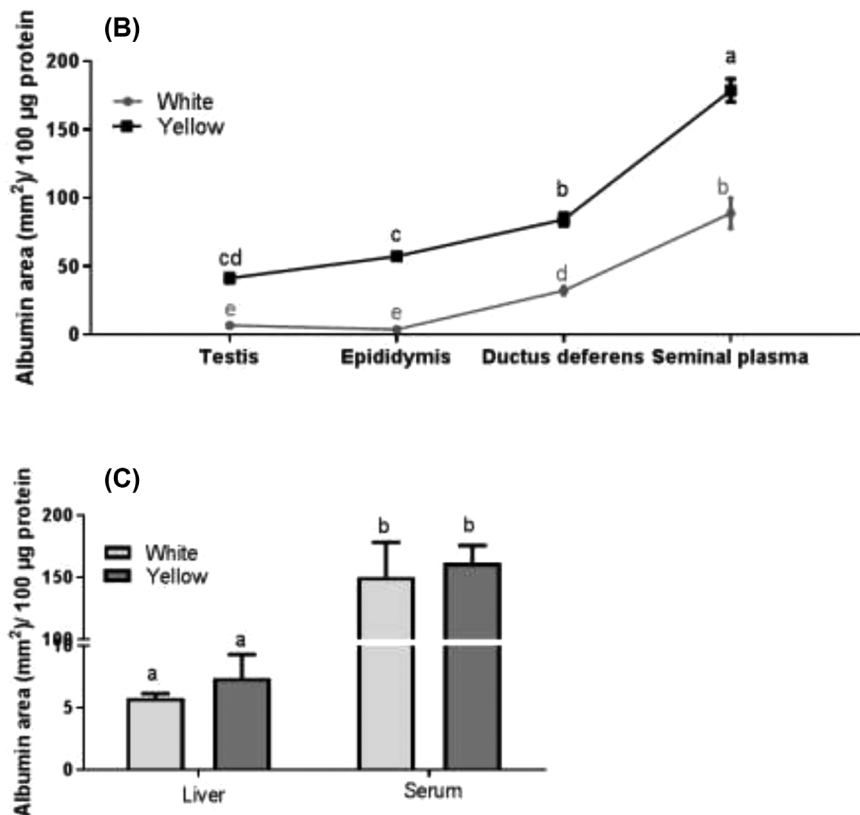 (B)
Albumin area (mm²)/ 100 µg protein
200
150
100
50
0
White
Yellow
cd
c
b
a
e
e
d
b
Testis Epididymis Ductus deferens Seminal plasma
(C)
Albumin area (mm²)/ 100 µg protein
200
150
100
10
5
0
White
Yellow
a
a
b
b
Liver Serum